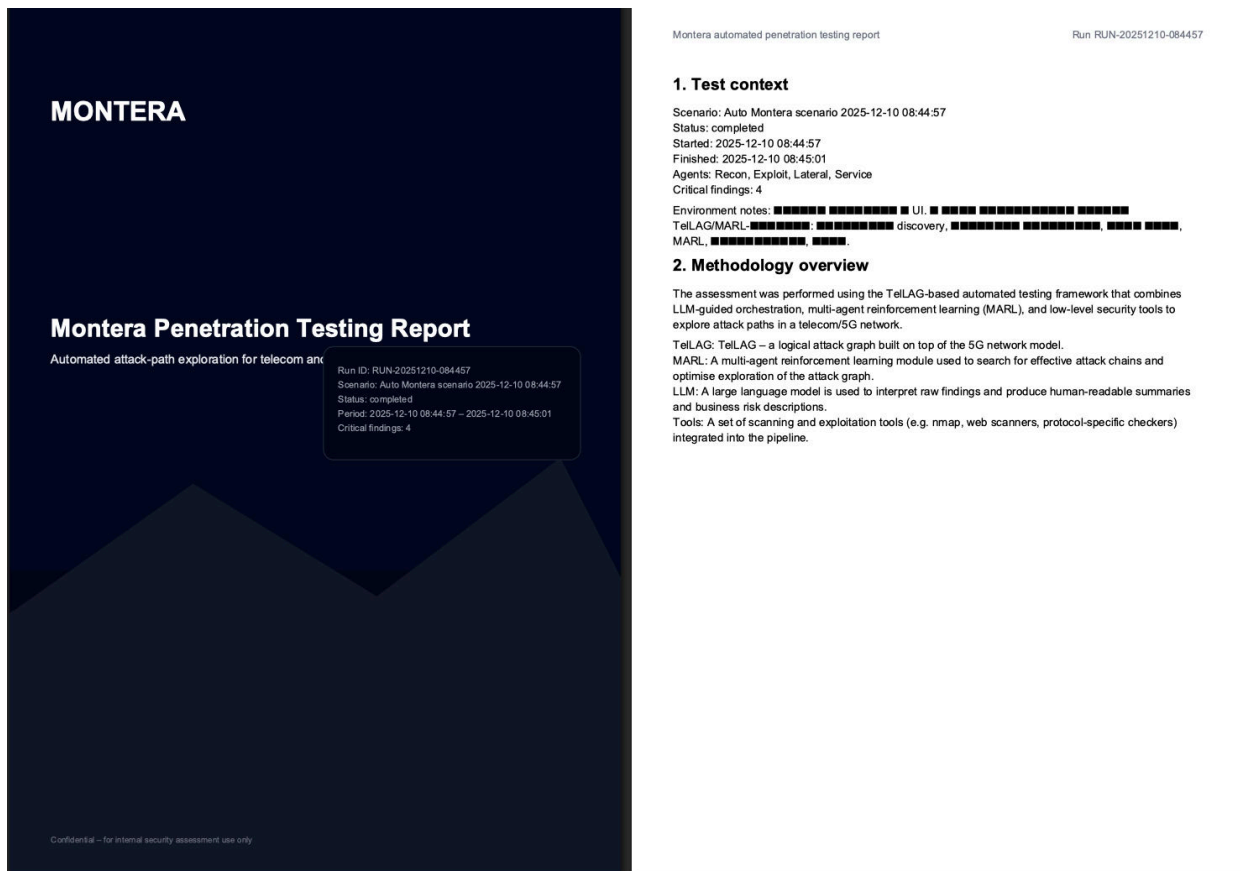 MONTERA
Montera Penetration Testing Report
Automated attack-path exploration for telecom and
Run ID: RUN-20251210-084457
Scenario: Auto Montera scenario 2025-12-10 08:44:57
Status: completed
Period: 2025-12-10 08:44:57 – 2025-12-10 08:45:01
Critical findings: 4
Confidential – for internal security assessment use only
Montera automated penetration testing report
Run RUN-20251210-084457
1. Test context
Scenario: Auto Montera scenario 2025-12-10 08:44:57
Status: completed
Started: 2025-12-10 08:44:57
Finished: 2025-12-10 08:45:01
Agents: Recon, Exploit, Lateral, Service
Critical findings: 4
Environment notes: ■■■■■■ ■■■■■■■■ ■ UI. ■ ■■■■ ■■■■■■■■■■■ ■■■■■■
TelLAG/MARL-■■■■■■■: ■■■■■■■■■ discovery, ■■■■■■■■ ■■■■■■■■■, ■■■■ ■■■■,
MARL, ■■■■■■■■■■■, ■■■■.
2. Methodology overview
The assessment was performed using the TelLAG-based automated testing framework that combines
LLM-guided orchestration, multi-agent reinforcement learning (MARL), and low-level security tools to
explore attack paths in a telecom/5G network.
TelLAG: TelLAG – a logical attack graph built on top of the 5G network model.
MARL: A multi-agent reinforcement learning module used to search for effective attack chains and
optimise exploration of the attack graph.
LLM: A large language model is used to interpret raw findings and produce human-readable summaries
and business risk descriptions.
Tools: A set of scanning and exploitation tools (e.g. nmap, web scanners, protocol-specific checkers)
integrated into the pipeline.